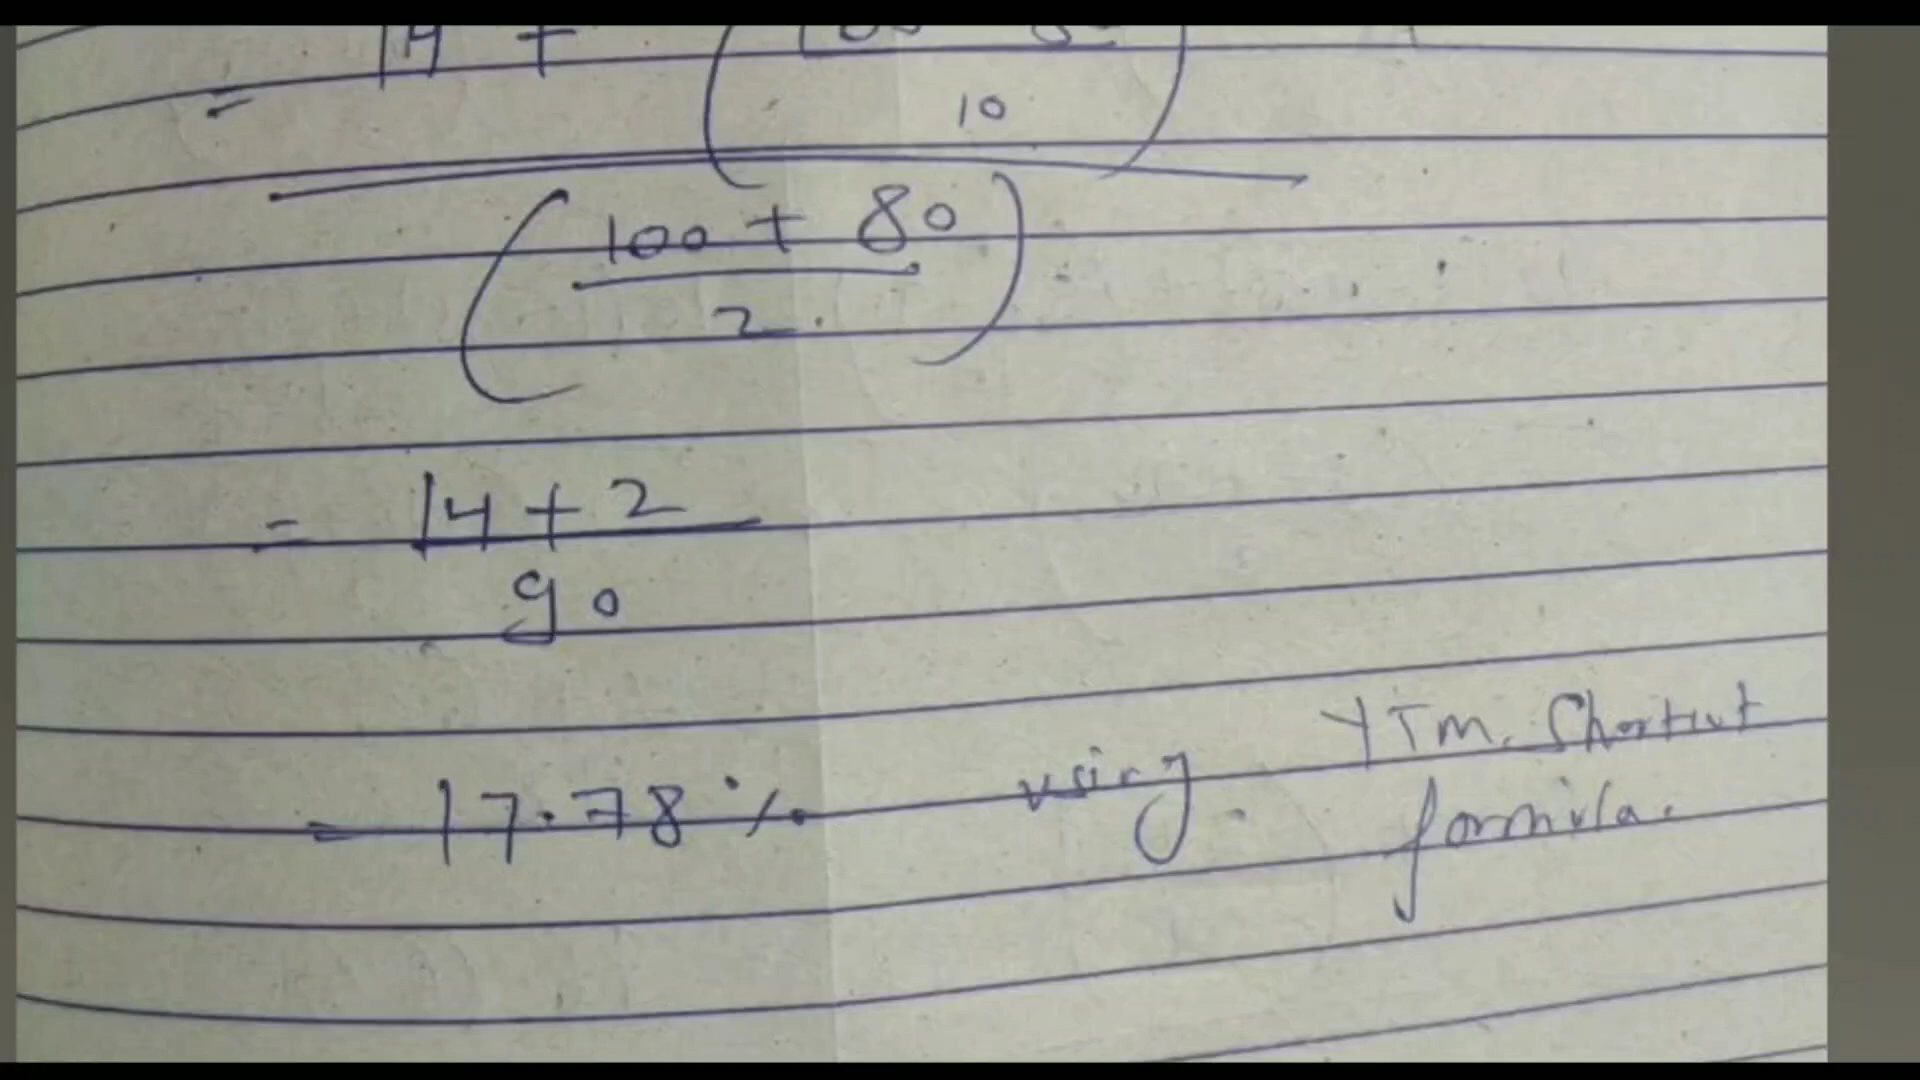 = 14 + (
10
)
( 100 + 80
2 )
= 14 + 2
90
= 17.78 % using YTM. Shortcut
formula.